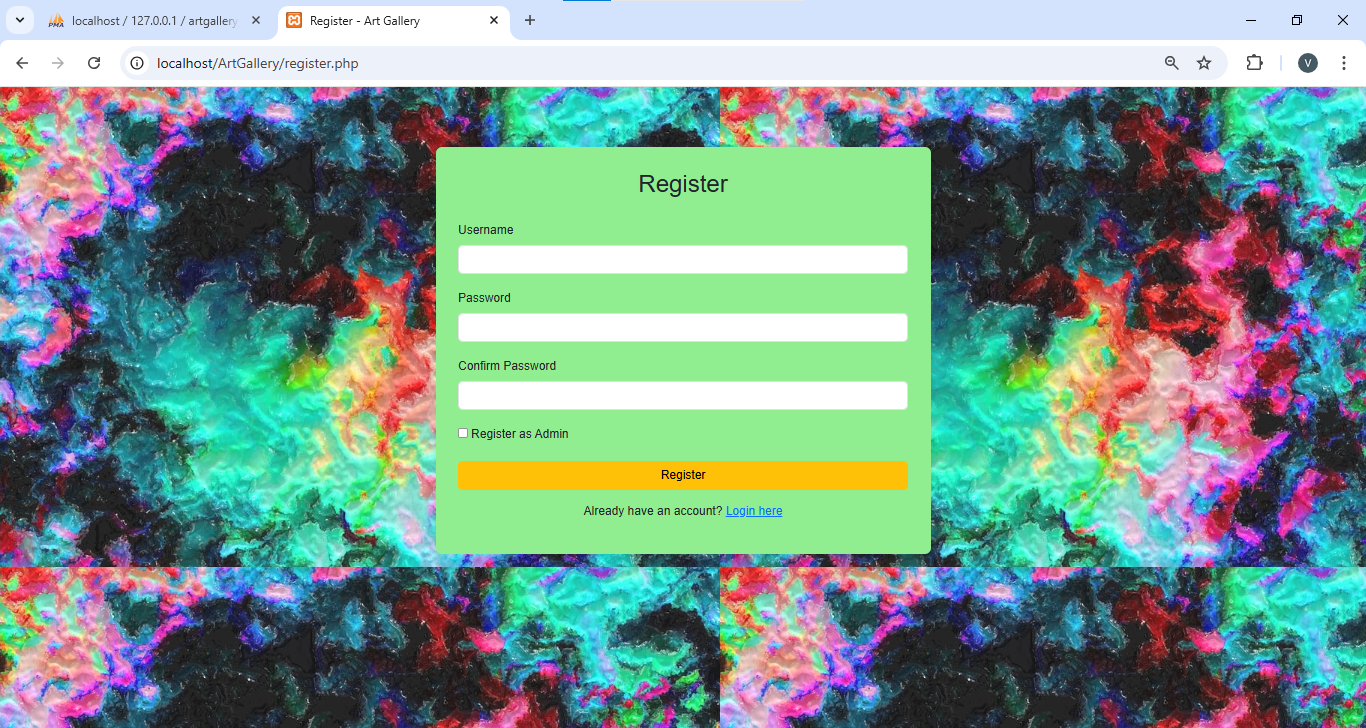 localhost / 127.0.0.1 / artgallery
Register - Art Gallery
localhost/ArtGallery/register.php
V
Register
Username
Password
Confirm Password
Register as Admin
Register
Already have an account? Login here